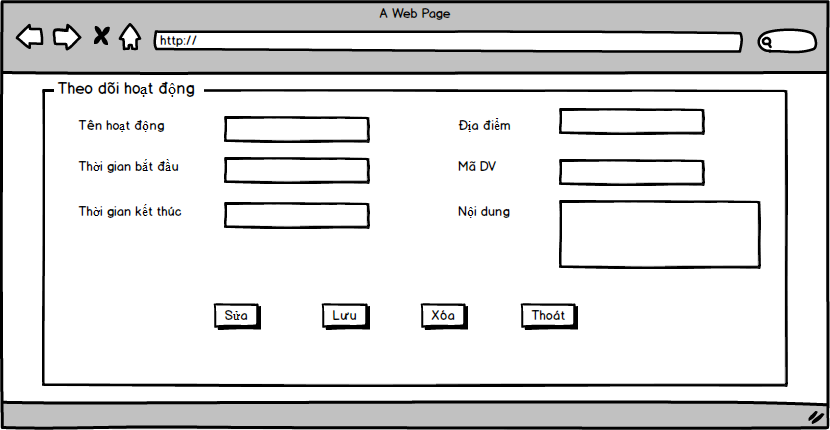 A Web Page
http://
Theo dõi hoạt động
Tên hoạt động
Địa điểm
Thời gian bắt đầu
Mã DV
Thời gian kết thúc
Nội dung
Sửa
Lưu
Xóa
Thoát